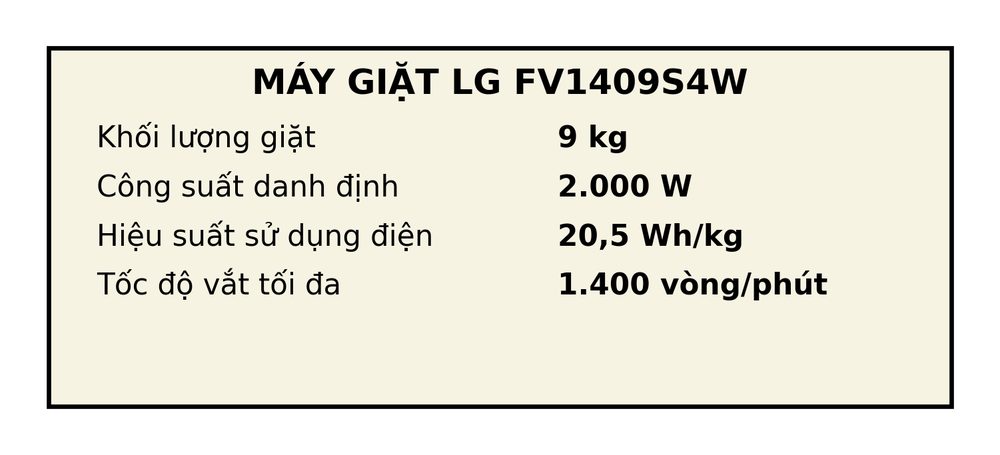 MÁY GIẶT LG FV1409S4W
Khối lượng giặt 9 kg
Công suất danh định 2.000 W
Hiệu suất sử dụng điện 20,5 Wh/kg
Tốc độ vắt tối đa 1.400 vòng/phút